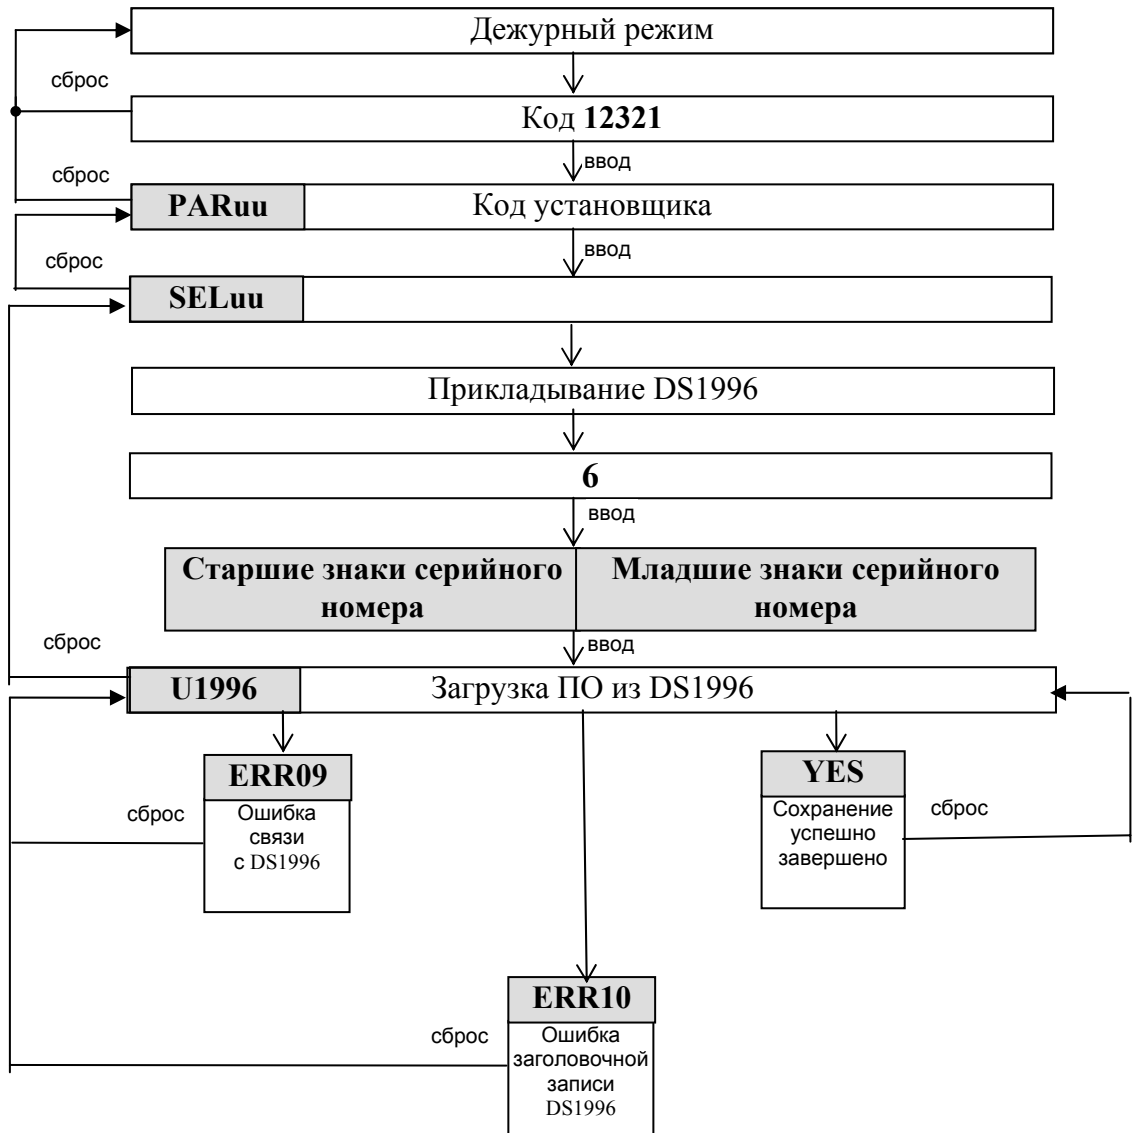 Дежурный режим
сброс
Код 12321
ввод
сброс
PARuu Код установщика
ввод
сброс
SELuu
Прикладывание DS1996
6
ввод
Старшие знаки серийного
номера
Младшие знаки серийного
номера
ввод
сброс
U1996 Загрузка ПО из DS1996
ERR09
Ошибка
связи
с DS1996
сброс
YES
Сохранение
успешно
завершено
сброс
ERR10
Ошибка
заголовочной
записи
DS1996
сброс